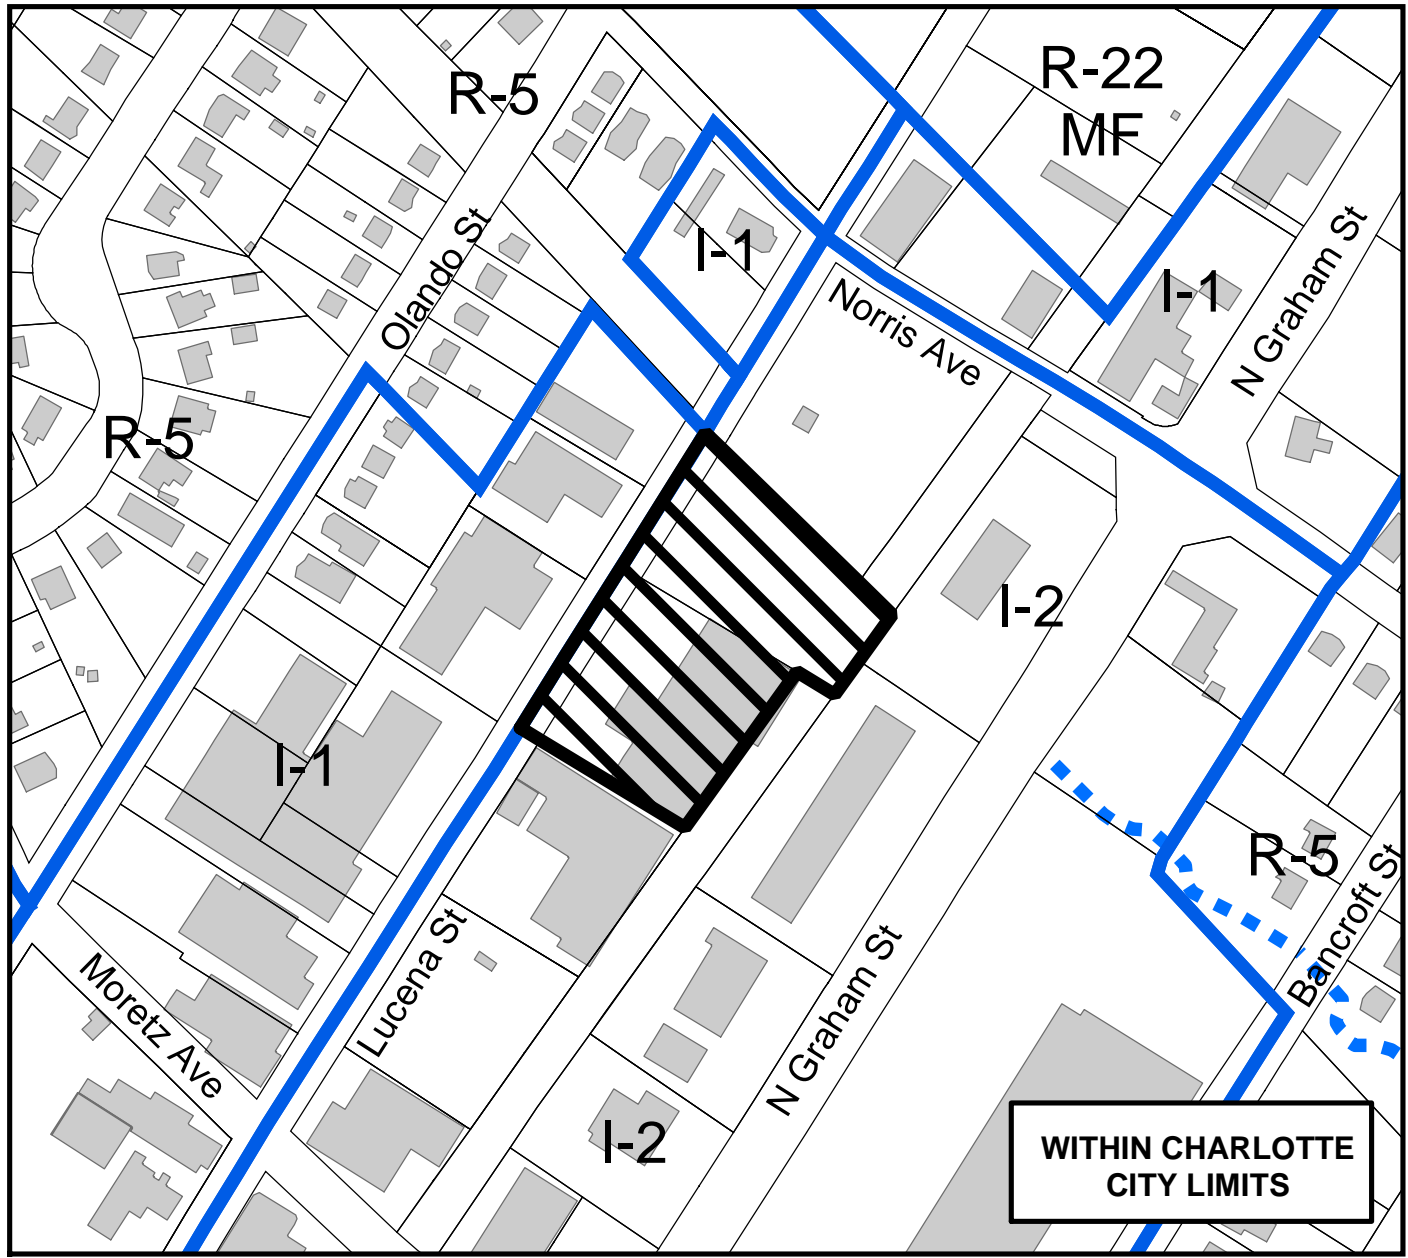 R-22
MF
R-5
I-1
Olando St
Norris Ave
I-1
N Graham St
R-5
I-2
I-1
R-5
Bancroft St
Lucena St
N Graham St
Moretz Ave
I-2
WITHIN CHARLOTTE
CITY LIMITS